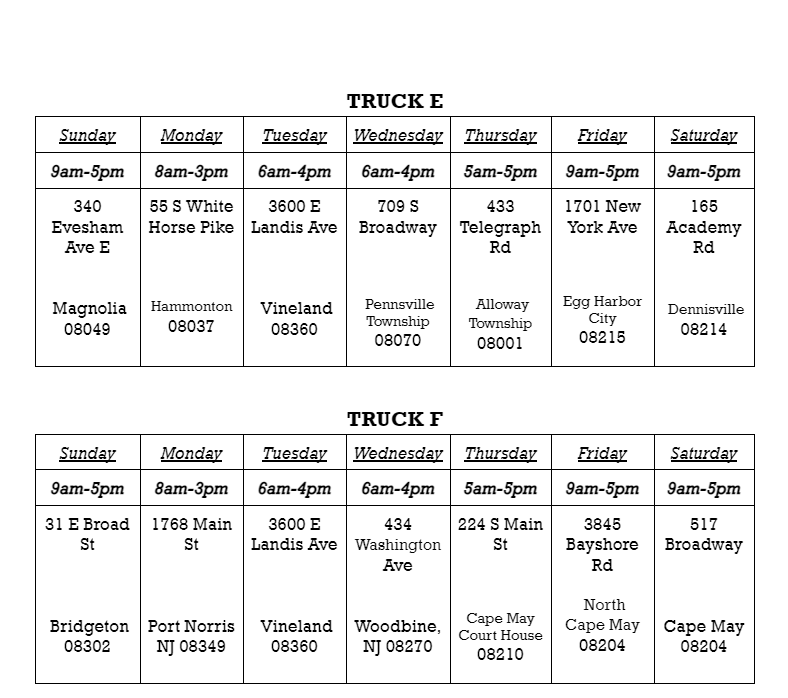 TRUCK E
Sunday Monday Tuesday Wednesday Thursday Friday Saturday
9am-5pm 8am-3pm 6am-4pm 6am-4pm 5am-5pm 9am-5pm 9am-5pm
340 55 S White 3600 E 709 S 433 1701 New 165
Evesham Horse Pike Landis Ave Broadway Telegraph York Ave Academy
Ave E Rd Rd
Magnolia Hammonton Vineland Pennsville Alloway Egg Harbor Dennisville
08049 08037 08360 Township Township City 08214
08070 08001 08215
TRUCK F
Sunday Monday Tuesday Wednesday Thursday Friday Saturday
9am-5pm 8am-3pm 6am-4pm 6am-4pm 5am-5pm 9am-5pm 9am-5pm
31 E Broad 1768 Main 3600 E 434 224 S Main 3845 517
St St Landis Ave Washington St Bayshore Broadway
Ave Rd
Bridgeton Port Norris Vineland Woodbine, Cape May North Cape May
08302 NJ 08349 08360 NJ 08270 Court House Cape May 08204
08210 08204